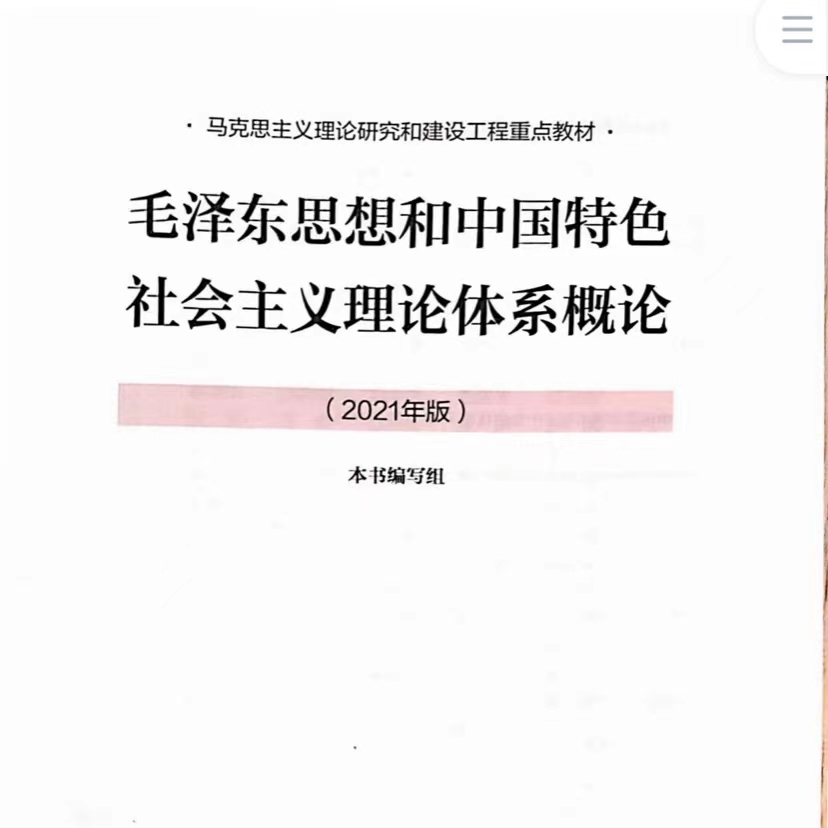 · 马克思主义理论研究和建设工程重点教材 ·
毛泽东思想和中国特色
社会主义理论体系概论
（2021年版）
本书编写组